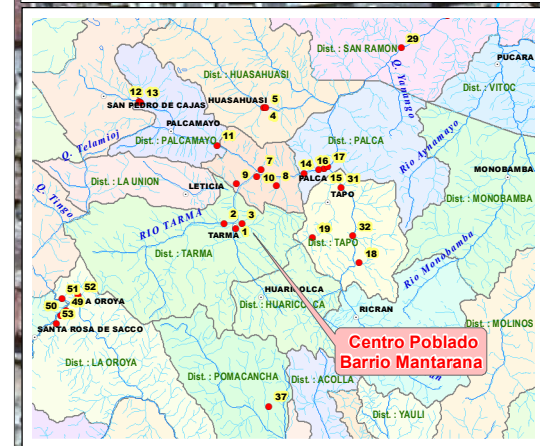 29
Dist. : SAN RAMON
PUCARA
Dist. : HUASAHUASI
Q. Yanango
Dist. : VITOC
12 13
SAN PEDRO DE CAJAS
HUASAHUASI
5
4
PALCAMAYO
Rio Aynamayo
Q. Telamioj
Dist. : PALCAMAYO
11
Dist. : PALCA
MONOBAMBA
7
14 16 17
9
10 8
PALCA
15 31
Dist. : LA UNION
LETICIA
TAPO
Dist. : MONOBAMBA
Q. Tingo
RIO TARMA
2 3
TARMA 1
19
Dist. : TAPO
32
Dist. : TARMA
18
Rio Monobamba
51 52
HUARICOLCA
50 49
A OROYA
Dist. : HUARICOLCA
RICRAN
53
SANTA ROSA DE SACCO
Dist. : MOLINOS
Centro Poblado
Barrio Mantarana
Dist. : LA OROYA
Dist. : POMACANCHA
Dist. : ACOLLA
37
Dist. : YAULI